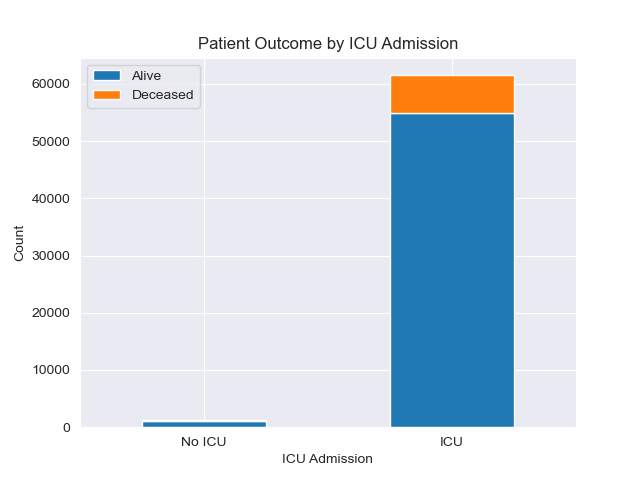 Patient Outcome by ICU Admission
Alive
Deceased
60000
50000
40000
30000
20000
10000
0
Count
No ICU
ICU
ICU Admission